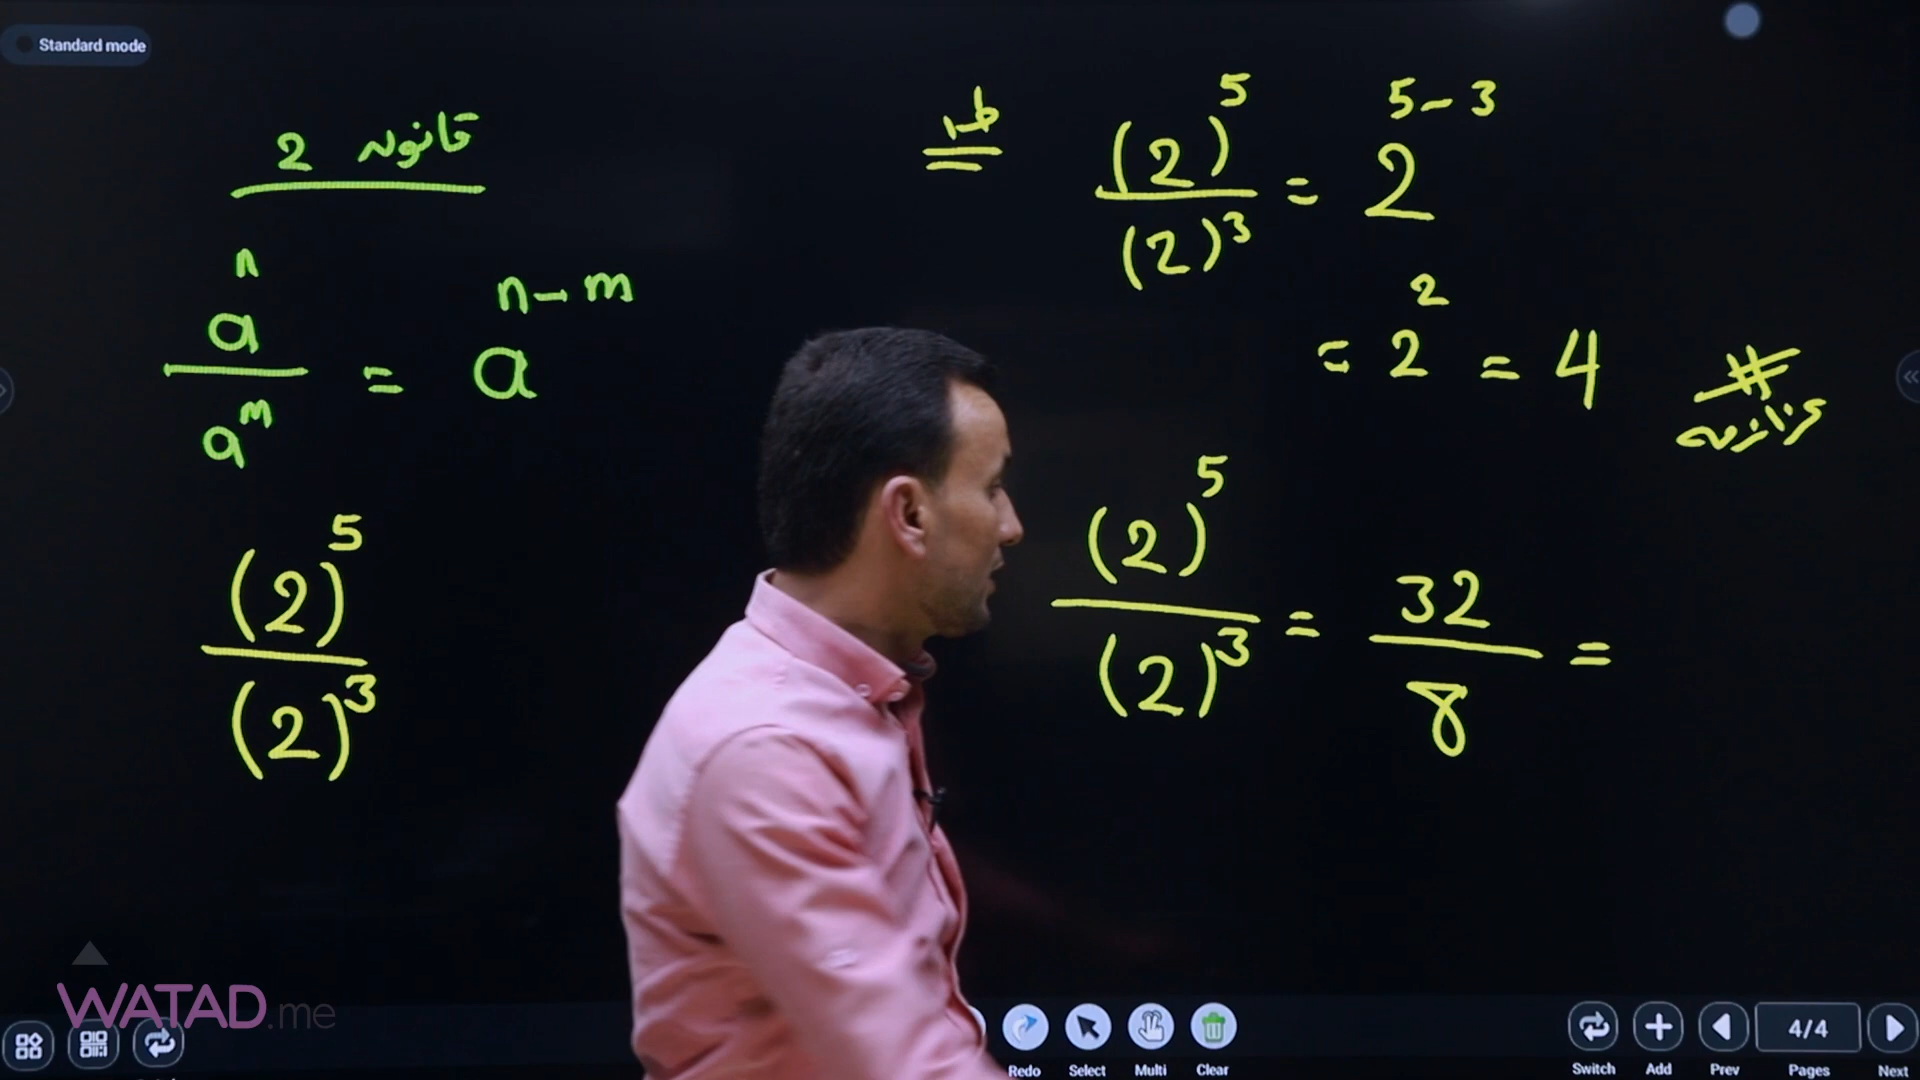 Standard mode
قانون 2
a^n / a^m = a^(n-m)
(2)^5 / (2)^3
ط1
(2)^5 / (2)^3 = 2^(5-3)
= 2^2 = 4 #
(2)^5 / (2)^3 = 32 / 8 =
WATAD.me
Redo Select Multi Clear
Switch Add Prev 4/4 Pages Next